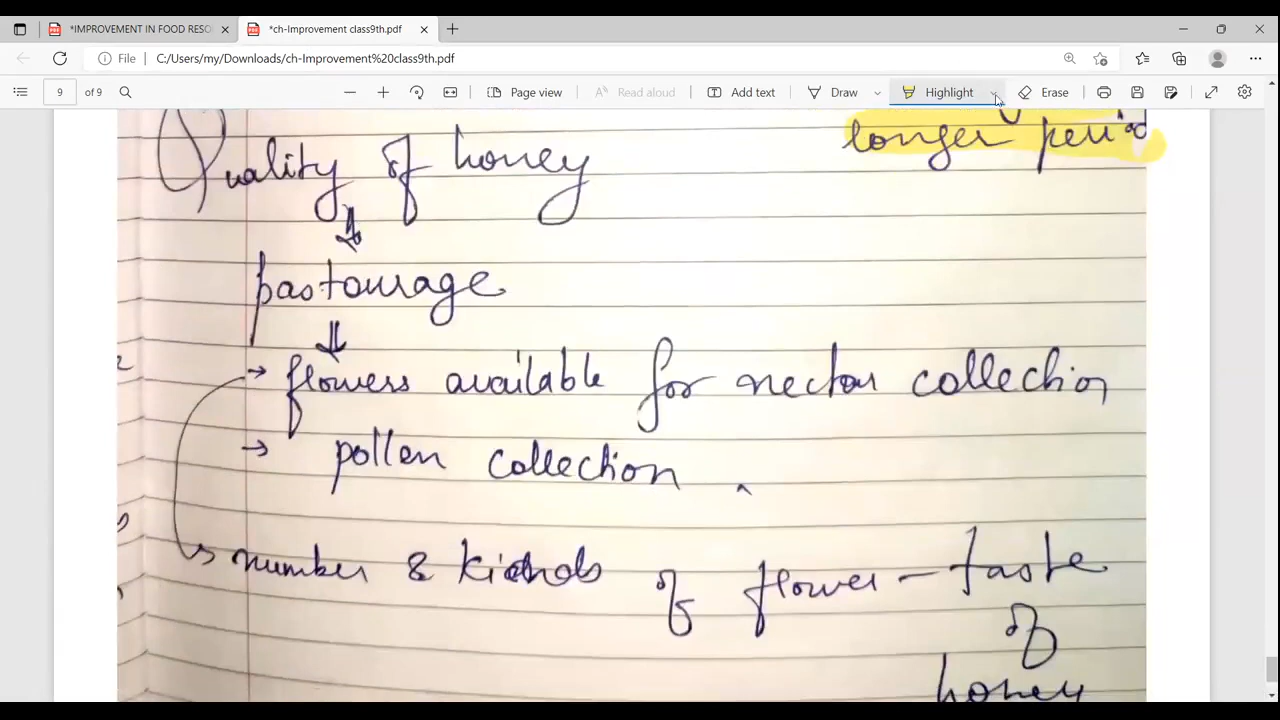 *IMPROVEMENT IN FOOD RESO
*ch-Improvement class9th.pdf
File
C:/Users/my/Downloads/ch-Improvement%20class9th.pdf
9 of 9
Page view
Read aloud
Add text
Draw
Highlight
Erase
longer period
Quality of honey
pastourage
→ flowers available for nectar collection
→ pollen collection
number & kinds of flower - taste
of
honey